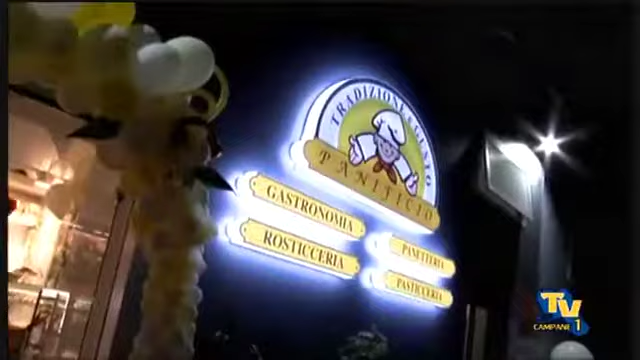 TRADIZIONE & GUSTO
PANIFICIO
GASTRONOMIA
ROSTICCERIA
PANETTERIA
PASTICCERIA
TV
CAMPANE 1